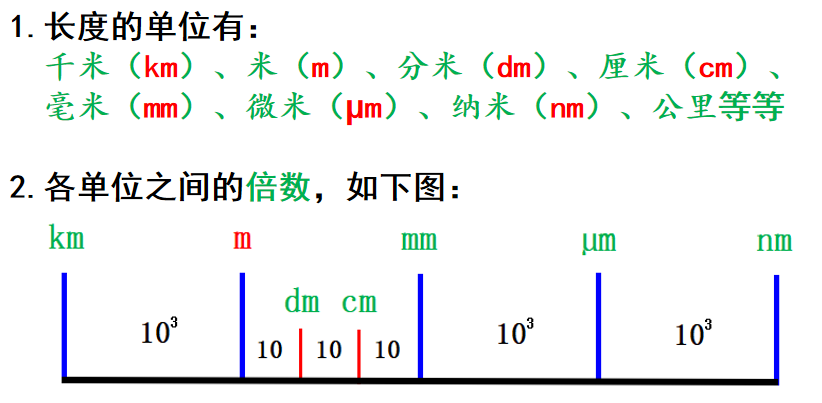 1.长度的单位有：
千米（km）、米（m）、分米（dm）、厘米（cm）、
毫米（mm）、微米（μm）、纳米（nm）、公里等等
2.各单位之间的倍数，如下图：
km m mm μm nm
dm cm
10³ 10 10 10 10³ 10³